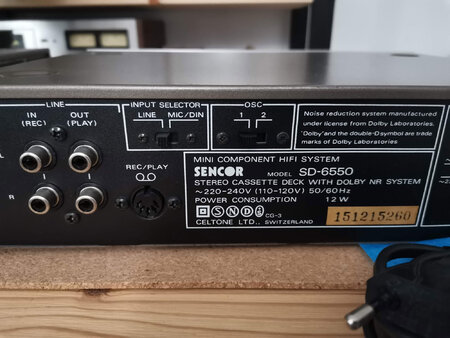 LINE
IN
(REC)
OUT
(PLAY)
L
R
INPUT SELECTOR
LINE MIC/DIN
OSC
1 2
REC/PLAY
Noise reduction system manufactured
under license from Dolby Laboratories.
'Dolby' and the double-D symbol are trade
marks of Dolby Laboratories
MINI COMPONENT HIFI SYSTEM
SENCOR MODEL SD-6550
STEREO CASSETTE DECK WITH DOLBY NR SYSTEM
~220-240V (110-120V) 50/60Hz
POWER CONSUMPTION 12W
S N D CG-3
CELTONE LTD., SWITZERLAND
151215260